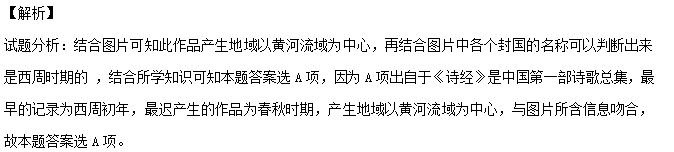 【解析】
试题分析：结合图片可知此作品产生地域以黄河流域为中心，再结合图片中各个封国的名称可以判断出来
是西周时期的 ，结合所学知识可知本题答案选 A 项，因为 A 项出自于《诗经》是中国第一部诗歌总集，最
早的记录为西周初年，最迟产生的作品为春秋时期，产生地域以黄河流域为中心，与图片所含信息吻合，
故本题答案选 A 项。